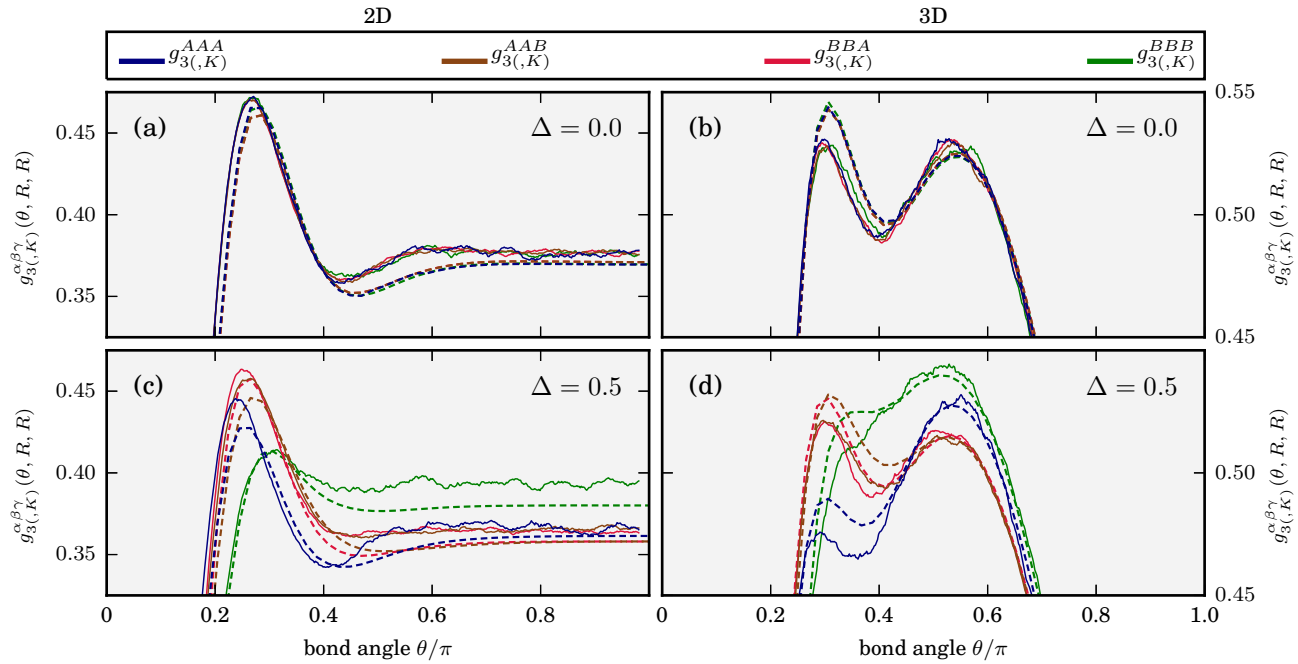 2D 3D
g_{3(,K)}^{AAA} g_{3(,K)}^{AAB} g_{3(,K)}^{BBA} g_{3(,K)}^{BBB}
(a) Δ = 0.0
(b) Δ = 0.0
0.45
0.40
0.35
g_{3(,K)}^{αβγ}(θ, R, R)
0.55
0.50
0.45
g_{3(,K)}^{αβγ}(θ, R, R)
(c) Δ = 0.5
(d) Δ = 0.5
0.45
0.40
0.35
g_{3(,K)}^{αβγ}(θ, R, R)
0.50
0.45
g_{3(,K)}^{αβγ}(θ, R, R)
0 0.2 0.4 0.6 0.8 0 0.2 0.4 0.6 0.8 1.0
bond angle θ/π bond angle θ/π